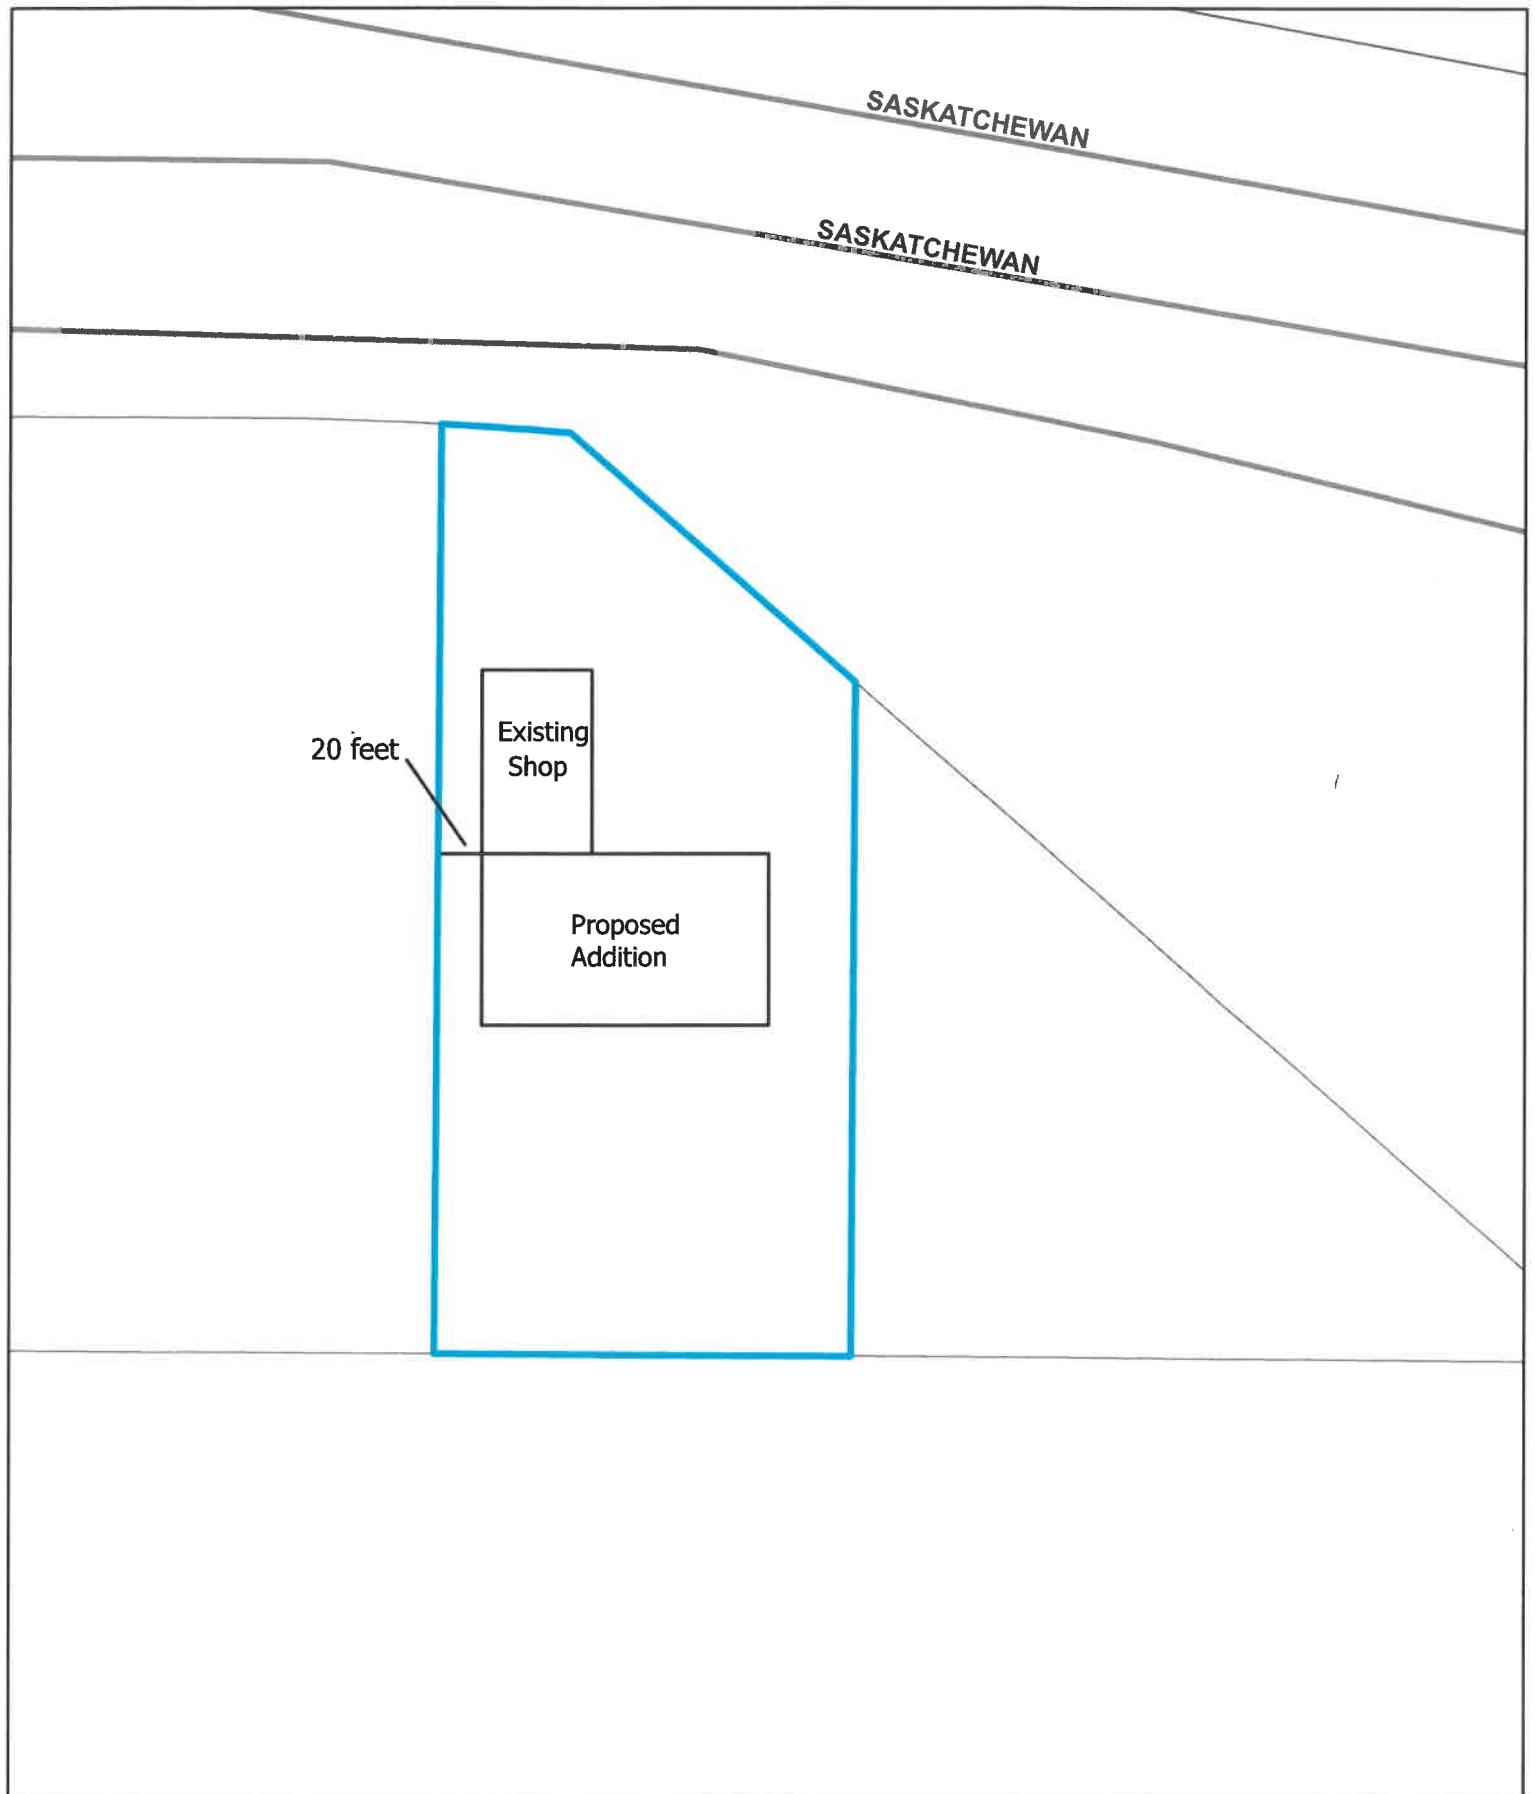 SASKATCHEWAN
SASKATCHEWAN
Existing
Shop
20 feet
Proposed
Addition